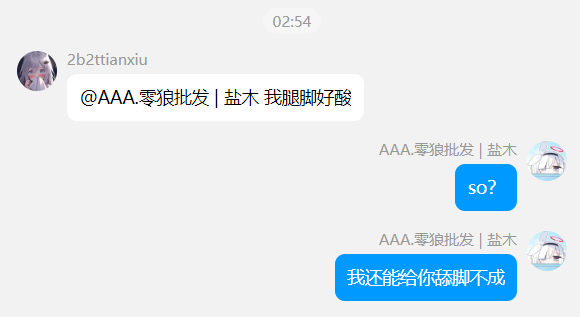 02:54
2b2ttianxiu
@AAA.零狼批发 | 盐木 我腿脚好酸
AAA.零狼批发 | 盐木
so?
AAA.零狼批发 | 盐木
我还能给你舔脚不成